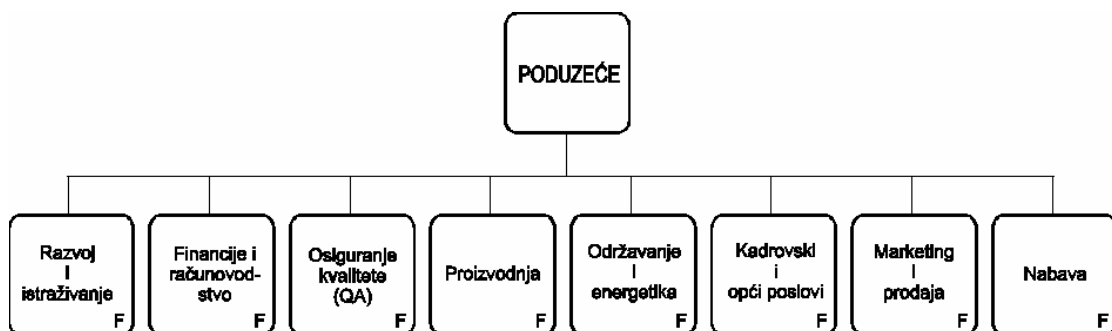 PODUZEĆE
Razvoj
i
istraživanje
F
Financije i
računovod-
stvo
F
Osiguranje
kvalitete
(QA)
F
Proizvodnja
F
Održavanje
i
energetika
F
Kadrovski
i
opći poslovi
F
Marketing
i
prodaja
F
Nabava
F